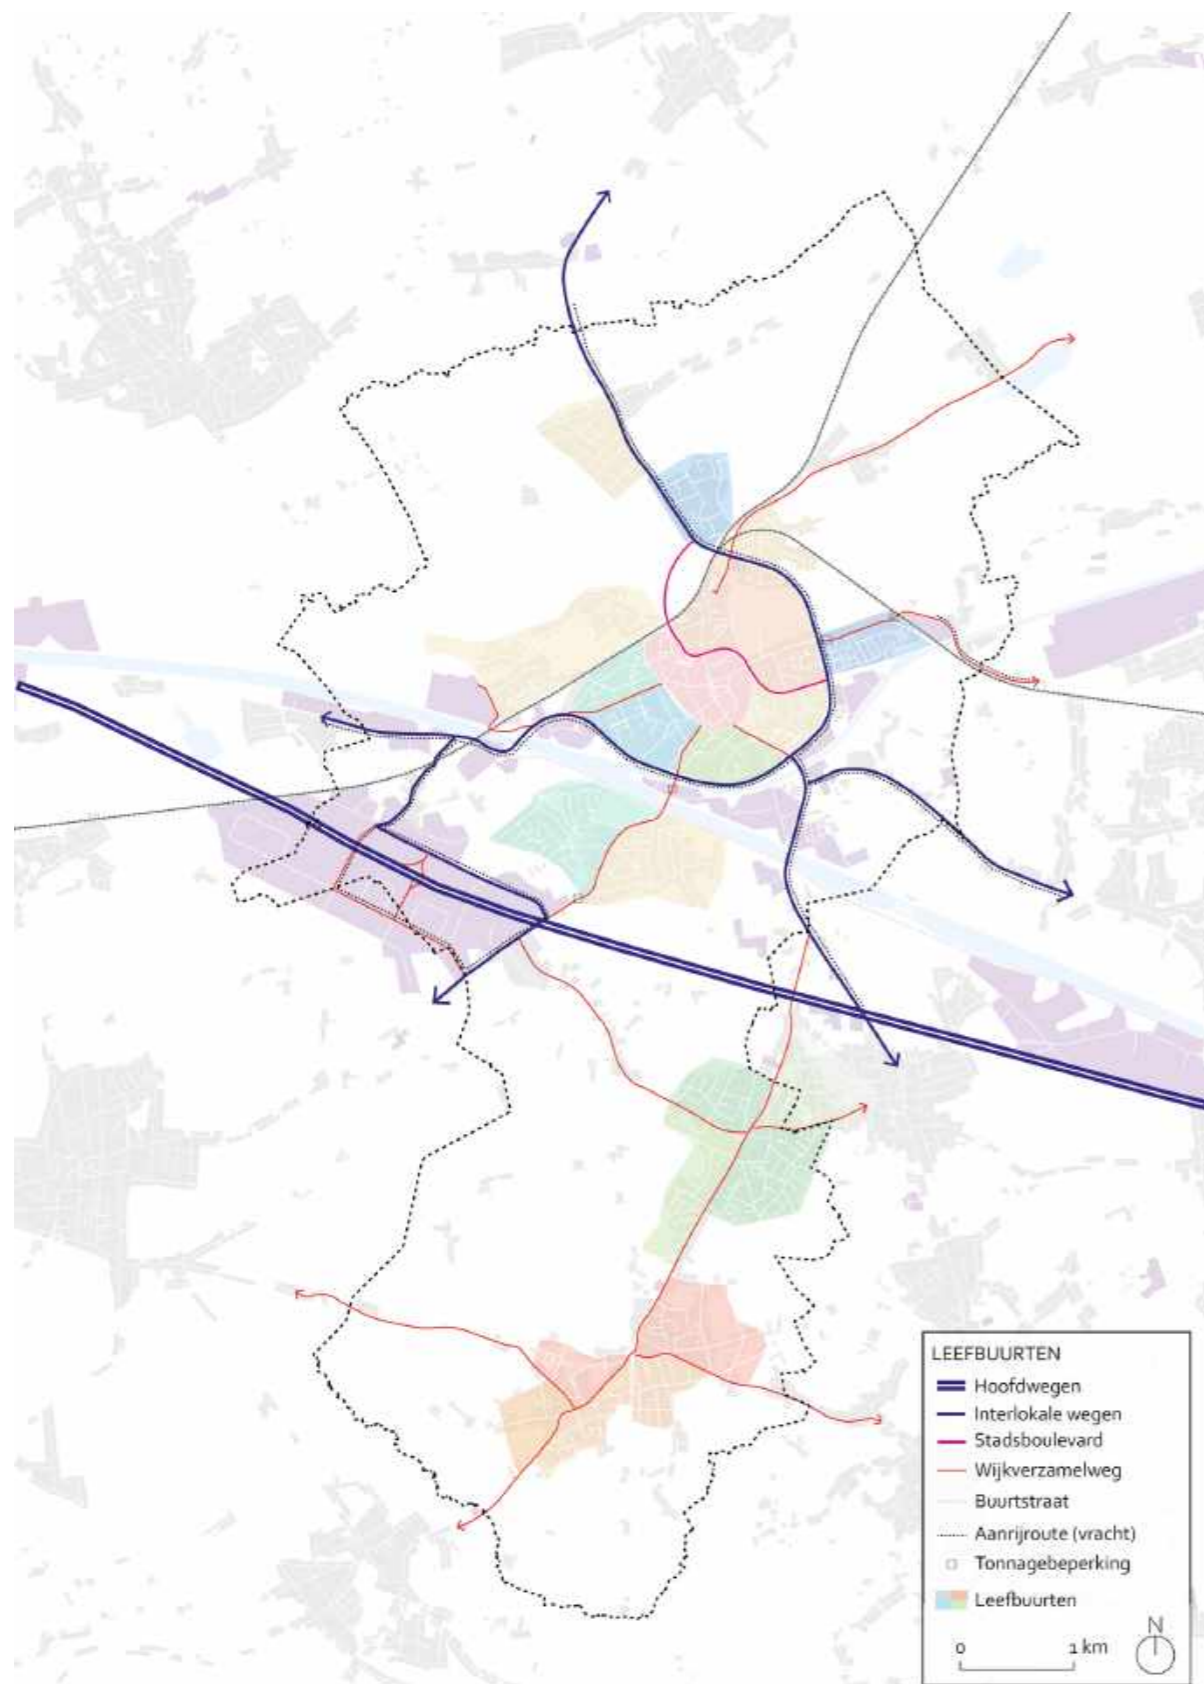 LEEFBUURTEN
Hoofdwegen
Interlokale wegen
Stadsboulevard
Wijkverzamelweg
Buurtstraat
Aanrijroute (vracht)
Tonnagebeperking
Leefbuurten
0 1 km
N